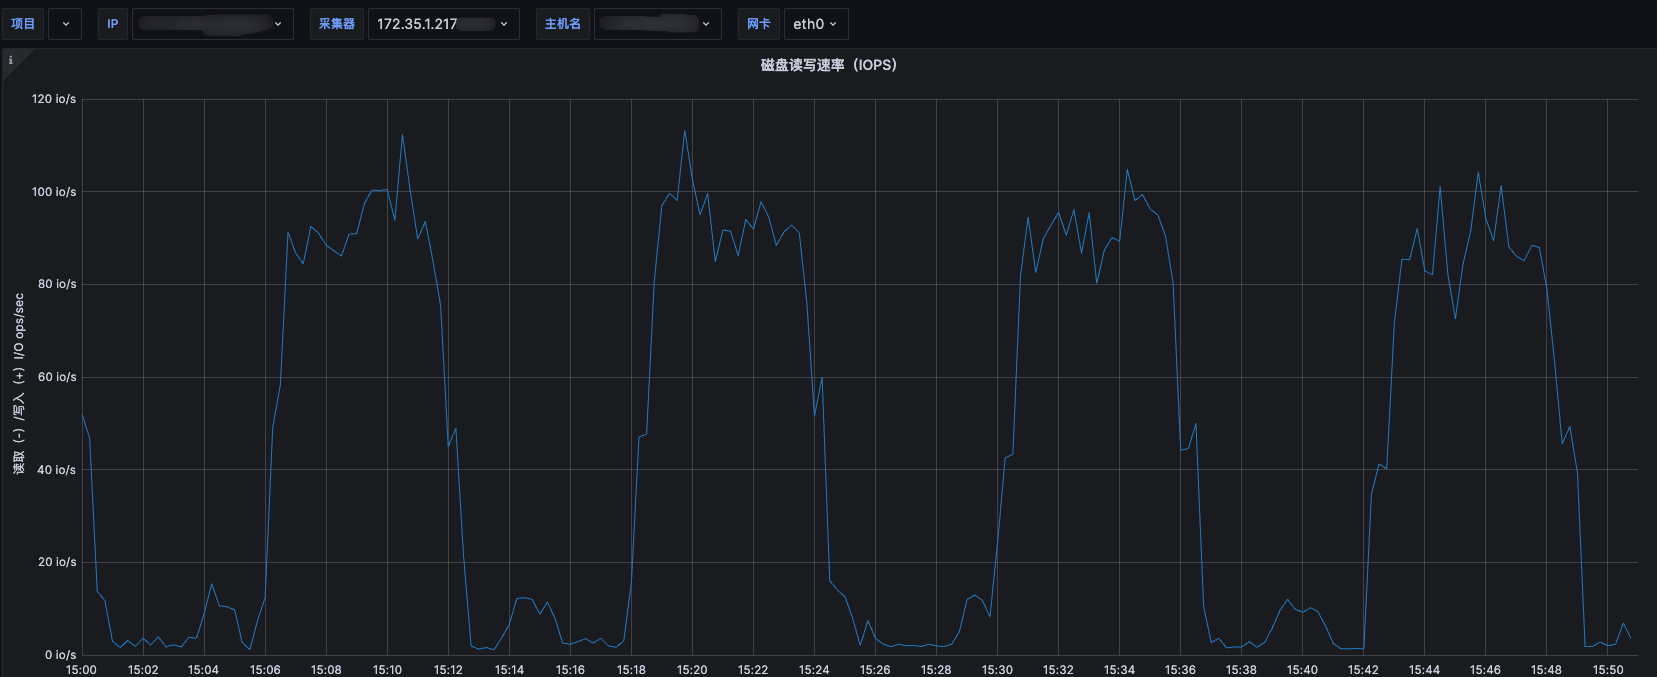 项目 IP 采集器 172.35.1.217 主机名 网卡 eth0
i
磁盘读写速率（IOPS）
120 io/s
100 io/s
80 io/s
60 io/s
40 io/s
20 io/s
0 io/s
读取（-）/写入（+）I/O ops/sec
15:00 15:02 15:04 15:06 15:08 15:10 15:12 15:14 15:16 15:18 15:20 15:22 15:24 15:26 15:28 15:30 15:32 15:34 15:36 15:38 15:40 15:42 15:44 15:46 15:48 15:50